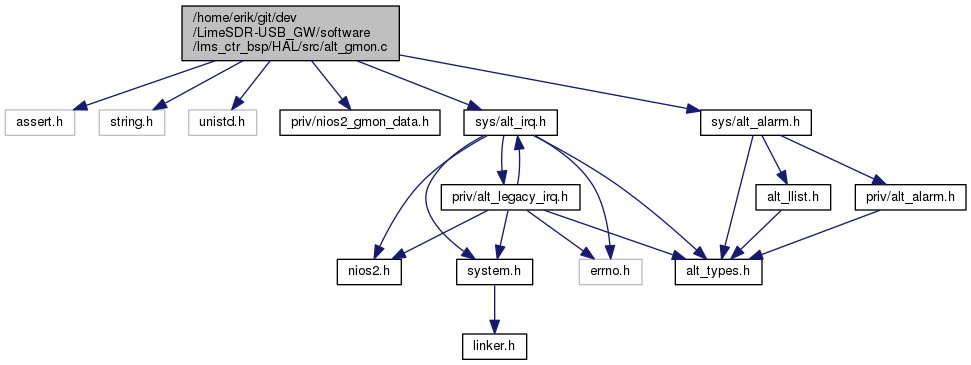 /home/erik/git/dev
/LimeSDR-USB_GW/software
/lms_ctr_bsp/HAL/src/alt_gmon.c
assert.h
string.h
unistd.h
priv/nios2_gmon_data.h
sys/alt_irq.h
sys/alt_alarm.h
priv/alt_legacy_irq.h
alt_llist.h
priv/alt_alarm.h
nios2.h
system.h
errno.h
alt_types.h
linker.h